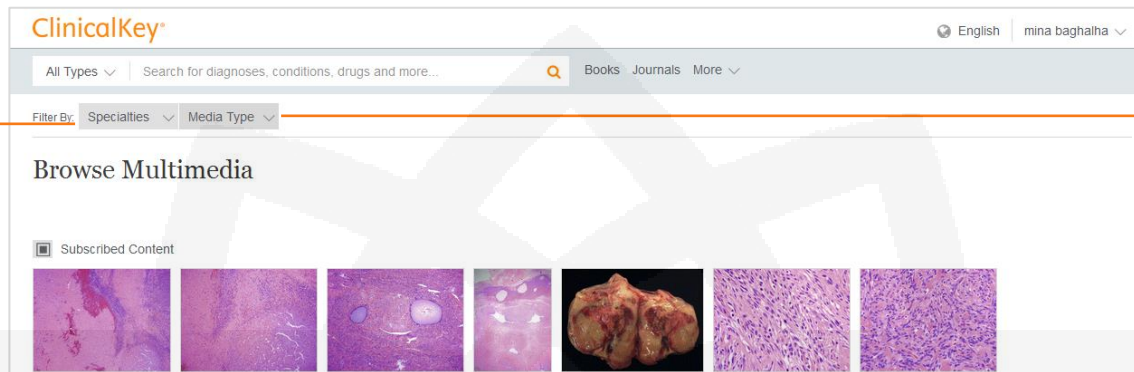 ClinicalKey®
English mina baghalha
All Types Search for diagnoses, conditions, drugs and more... Books Journals More
Filter By: Specialties Media Type
Browse Multimedia
Subscribed Content